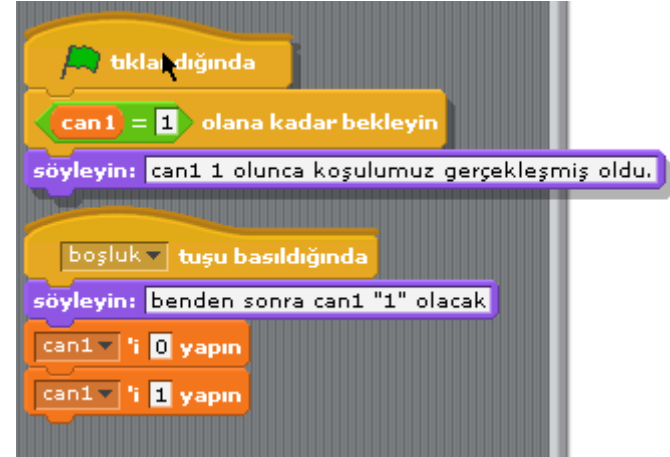 tıklandığında
can1 = 1 olana kadar bekleyin
söyleyin: can1 1 olunca koşulumuz gerçekleşmiş oldu.
boşluk tuşu basıldığında
söyleyin: benden sonra can1 "1" olacak
can1 'i 0 yapın
can1 'i 1 yapın